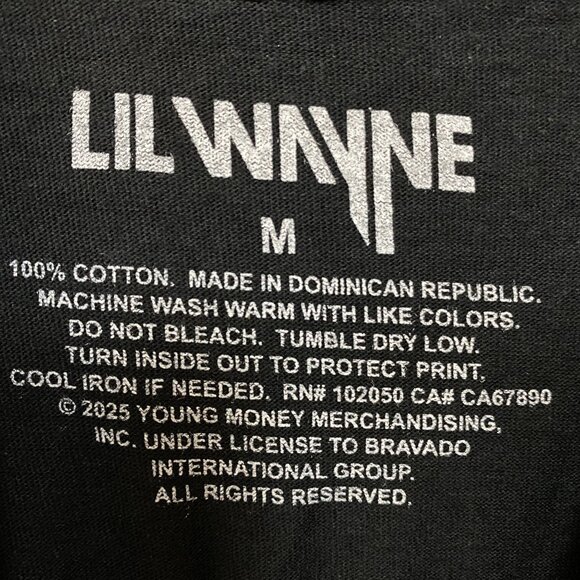 LIL WAYNE
M
100% COTTON. MADE IN DOMINICAN REPUBLIC.
MACHINE WASH WARM WITH LIKE COLORS.
DO NOT BLEACH. TUMBLE DRY LOW.
TURN INSIDE OUT TO PROTECT PRINT.
COOL IRON IF NEEDED. RN# 102050 CA# CA67890
© 2025 YOUNG MONEY MERCHANDISING,
INC. UNDER LICENSE TO BRAVADO
INTERNATIONAL GROUP.
ALL RIGHTS RESERVED.